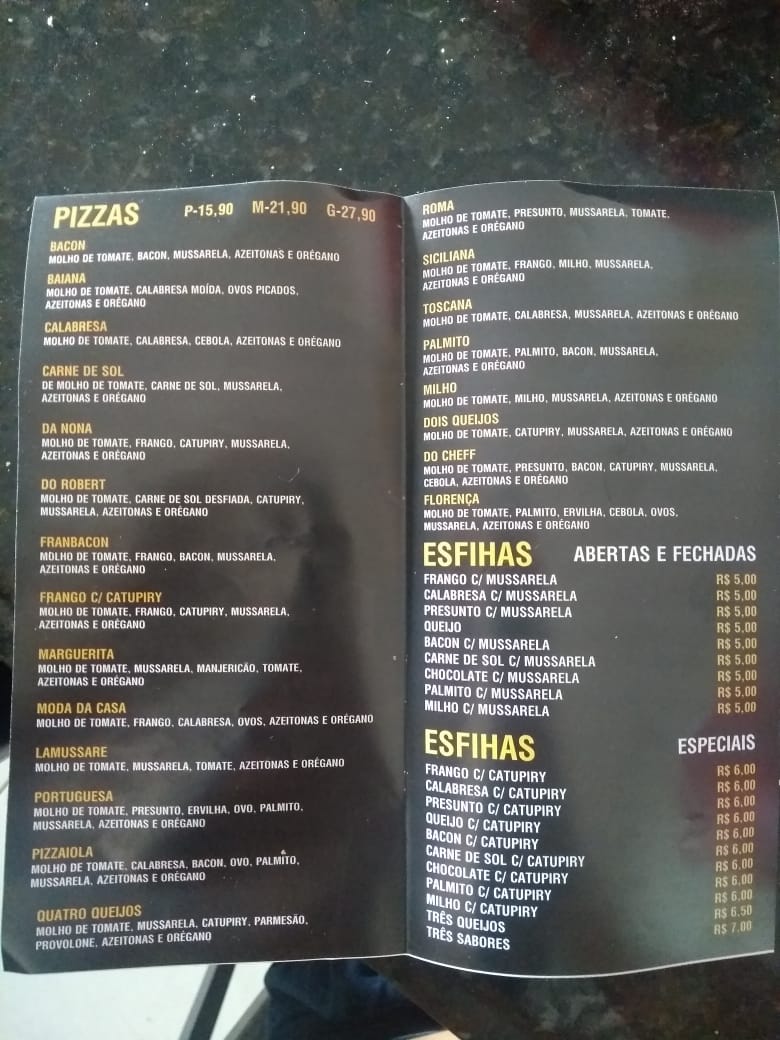 PIZZAS P-15,90 M-21,90 G-27,90
BACON
MOLHO DE TOMATE, BACON, MUSSARELA, AZEITONAS E ORÉGANO
BAIANA
MOLHO DE TOMATE, CALABRESA MOÍDA, OVOS PICADOS,
AZEITONAS E ORÉGANO
CALABRESA
MOLHO DE TOMATE, CALABRESA, CEBOLA, AZEITONAS E ORÉGANO
CARNE DE SOL
DE MOLHO DE TOMATE, CARNE DE SOL, MUSSARELA,
AZEITONAS E ORÉGANO
DA NONA
MOLHO DE TOMATE, FRANGO, CATUPIRY, MUSSARELA,
AZEITONAS E ORÉGANO
DO ROBERT
MOLHO DE TOMATE, CARNE DE SOL DESFIADA, CATUPIRY,
MUSSARELA, AZEITONAS E ORÉGANO
FRANBACON
MOLHO DE TOMATE, FRANGO, BACON, MUSSARELA,
AZEITONAS E ORÉGANO
FRANGO C/ CATUPIRY
MOLHO DE TOMATE, FRANGO, CATUPIRY, MUSSARELA,
AZEITONAS E ORÉGANO
MARGUERITA
MOLHO DE TOMATE, MUSSARELA, MANJERICÃO, TOMATE,
AZEITONAS E ORÉGANO
MODA DA CASA
MOLHO DE TOMATE, FRANGO, CALABRESA, OVOS, AZEITONAS E ORÉGANO
LAMUSSARE
MOLHO DE TOMATE, MUSSARELA, TOMATE, AZEITONAS E ORÉGANO
PORTUGUESA
MOLHO DE TOMATE, PRESUNTO, ERVILHA, OVO, PALMITO,
MUSSARELA, AZEITONAS E ORÉGANO
PIZZAIOLA
MOLHO DE TOMATE, CALABRESA, BACON, OVO, PALMITO,
MUSSARELA, AZEITONAS E ORÉGANO
QUATRO QUEIJOS
MOLHO DE TOMATE, MUSSARELA, CATUPIRY, PARMESÃO,
PROVOLONE, AZEITONAS E ORÉGANO
ROMA
MOLHO DE TOMATE, PRESUNTO, MUSSARELA, TOMATE,
AZEITONAS E ORÉGANO
SICILIANA
MOLHO DE TOMATE, FRANGO, MILHO, MUSSARELA,
AZEITONAS E ORÉGANO
TOSCANA
MOLHO DE TOMATE, CALABRESA, MUSSARELA, AZEITONAS E ORÉGANO
PALMITO
MOLHO DE TOMATE, PALMITO, BACON, MUSSARELA,
AZEITONAS E ORÉGANO
MILHO
MOLHO DE TOMATE, MILHO, MUSSARELA, AZEITONAS E ORÉGANO
DOIS QUEIJOS
MOLHO DE TOMATE, CATUPIRY, MUSSARELA, AZEITONAS E ORÉGANO
DO CHEFF
MOLHO DE TOMATE, PRESUNTO, BACON, CATUPIRY, MUSSARELA,
CEBOLA, AZEITONAS E ORÉGANO
FLORENÇA
MOLHO DE TOMATE, PALMITO, ERVILHA, CEBOLA, OVOS,
MUSSARELA, AZEITONAS E ORÉGANO
ESFIHAS ABERTAS E FECHADAS
FRANGO C/ MUSSARELA R$ 5,00
CALABRESA C/ MUSSARELA R$ 5,00
PRESUNTO C/ MUSSARELA R$ 5,00
QUEIJO R$ 5,00
BACON C/ MUSSARELA R$ 5,00
CARNE DE SOL C/ MUSSARELA R$ 5,00
CHOCOLATE C/ MUSSARELA R$ 5,00
PALMITO C/ MUSSARELA R$ 5,00
MILHO C/ MUSSARELA R$ 5,00
ESFIHAS ESPECIAIS
FRANGO C/ CATUPIRY R$ 6,00
CALABRESA C/ CATUPIRY R$ 6,00
PRESUNTO C/ CATUPIRY R$ 6,00
QUEIJO C/ CATUPIRY R$ 6,00
BACON C/ CATUPIRY R$ 6,00
CARNE DE SOL C/ CATUPIRY R$ 6,00
CHOCOLATE C/ CATUPIRY R$ 6,00
PALMITO C/ CATUPIRY R$ 6,00
MILHO C/ CATUPIRY R$ 6,00
TRÊS QUEIJOS R$ 6,50
TRÊS SABORES R$ 7,00